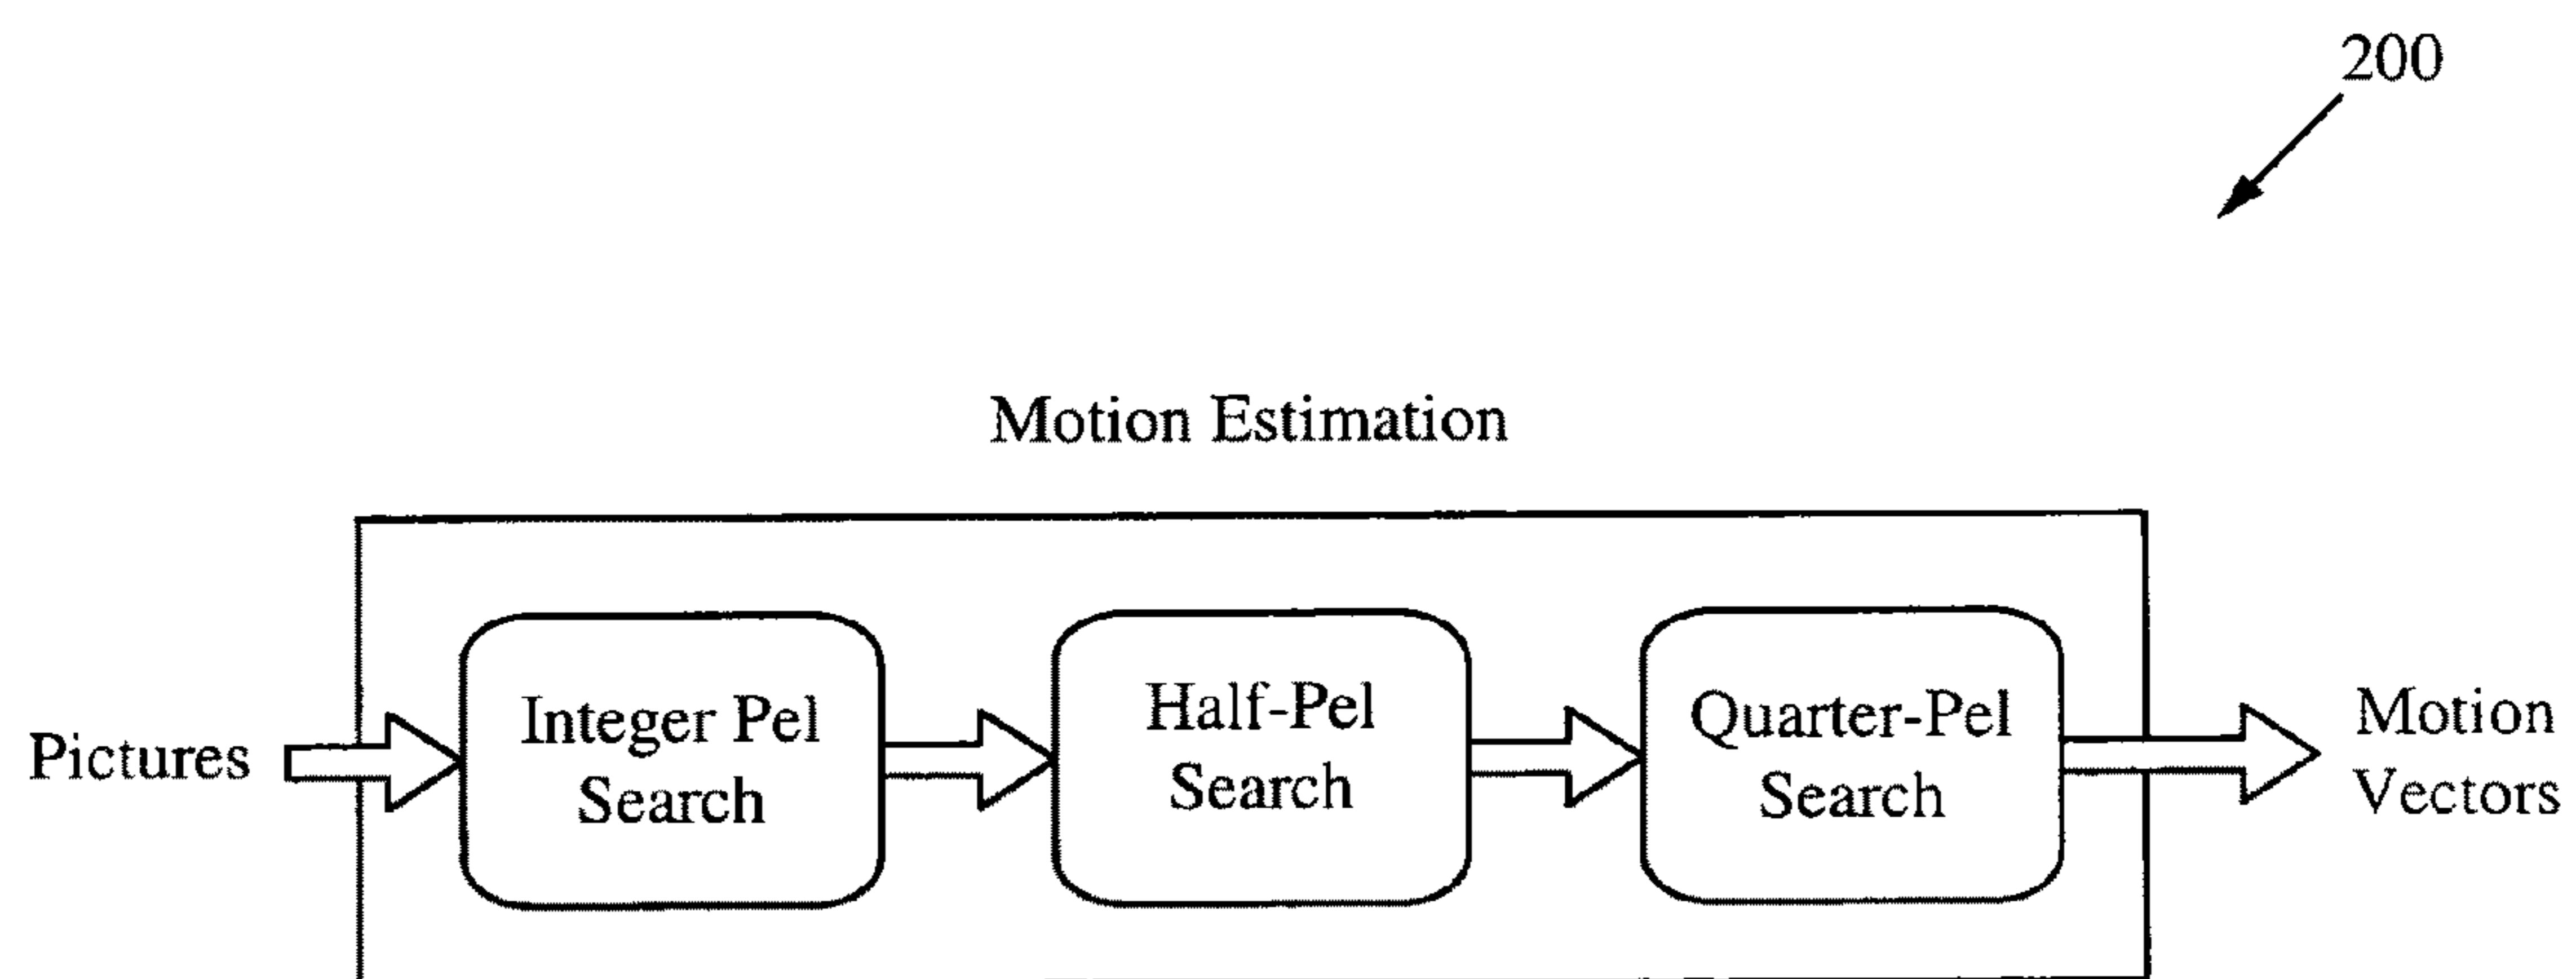 200
Motion Estimation
Pictures
Integer Pel
Search
Half-Pel
Search
Quarter-Pel
Search
Motion
Vectors